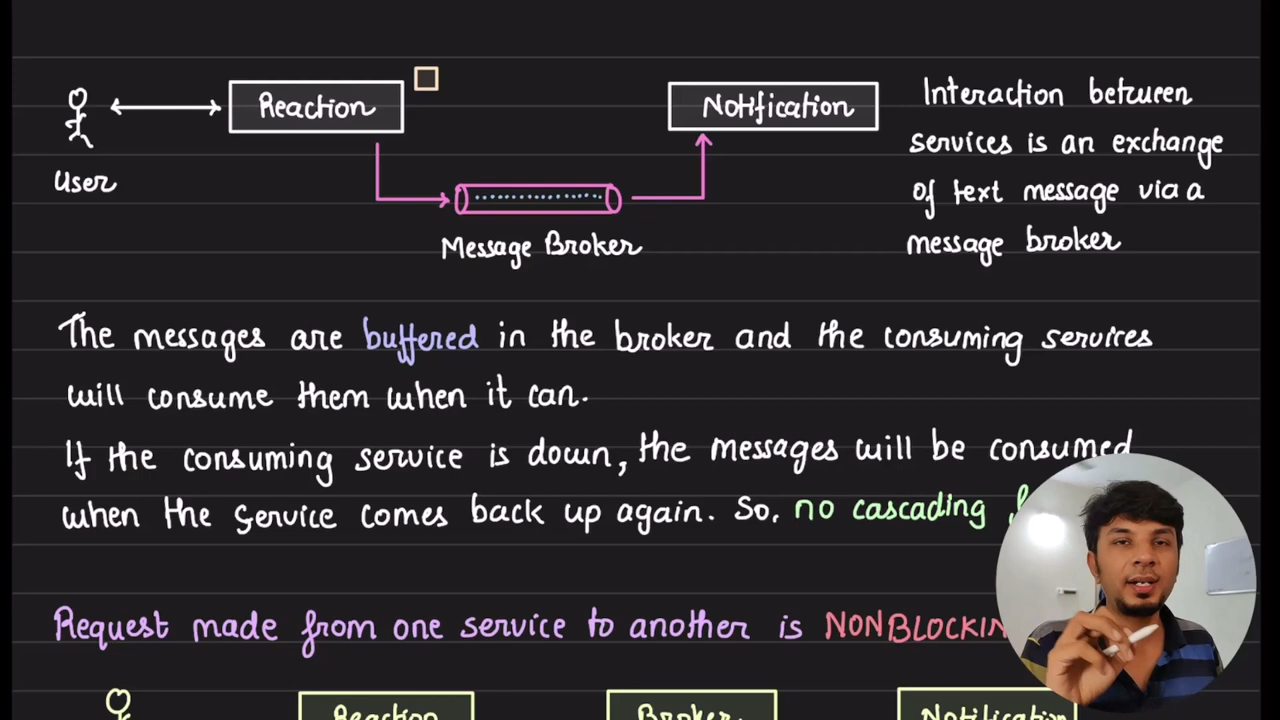 Reaction
Notification
User
Message Broker
Interaction between
services is an exchange
of text message via a
message broker
The messages are buffered in the broker and the consuming services
will consume them when it can.
If the consuming service is down, the messages will be consumed
when the service comes back up again. So, no cascading
Request made from one service to another is
Reaction
Broker
Notification